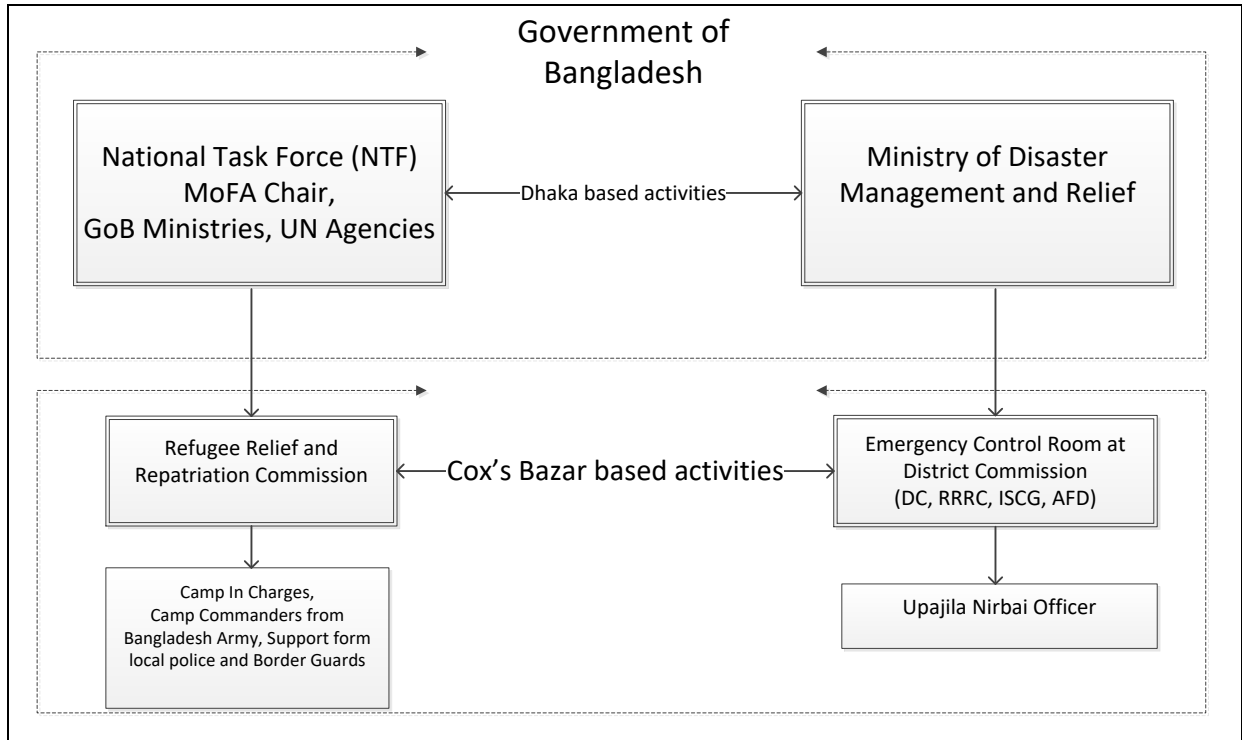 Government of
Bangladesh
National Task Force (NTF)
MoFA Chair,
GoB Ministries, UN Agencies
Dhaka based activities
Ministry of Disaster
Management and Relief
Refugee Relief and
Repatriation Commission
Cox’s Bazar based activities
Emergency Control Room at
District Commission
(DC, RRRC, ISCG, AFD)
Camp In Charges,
Camp Commanders from
Bangladesh Army, Support form
local police and Border Guards
Upajila Nirbai Officer